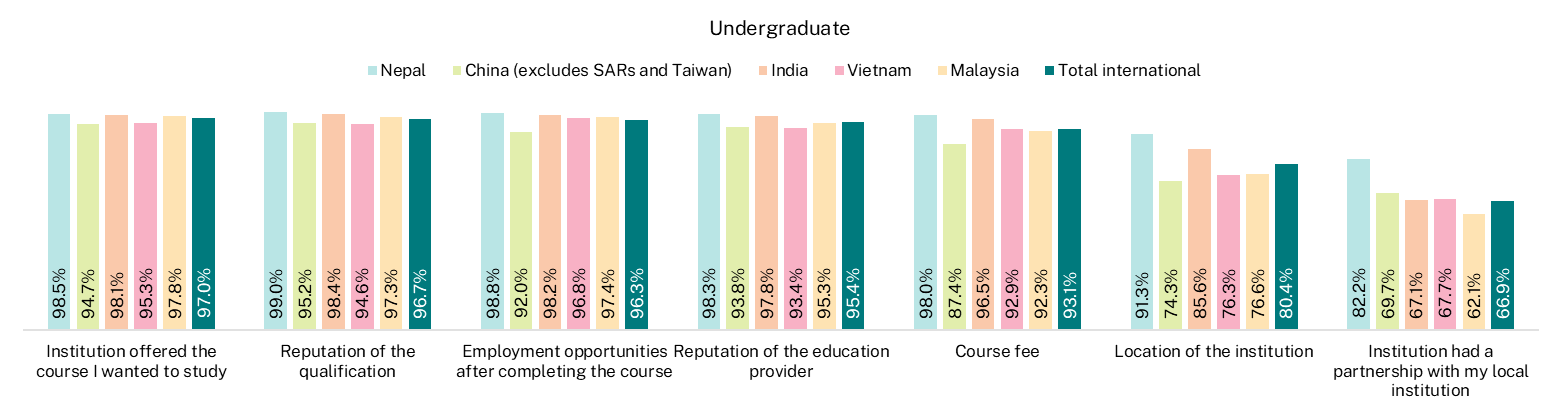 Undergraduate
Nepal China (excludes SARs and Taiwan) India Vietnam Malaysia Total international
98.5% 94.7% 98.1% 95.3% 97.8% 97.0% 99.0% 95.2% 98.4% 94.6% 97.3% 96.7% 98.8% 92.0% 98.2% 96.8% 97.4% 96.3% 98.3% 93.8% 97.8% 93.4% 95.3% 95.4% 98.0% 87.4% 96.5% 92.9% 92.3% 93.1% 91.3% 74.3% 85.6% 76.3% 76.6% 80.4% 82.2% 69.7% 67.1% 67.7% 62.1% 66.9%
Institution offered the
course I wanted to study
Reputation of the
qualification
Employment opportunities
after completing the course
Reputation of the education
provider
Course fee
Location of the institution
Institution had a
partnership with my local
institution